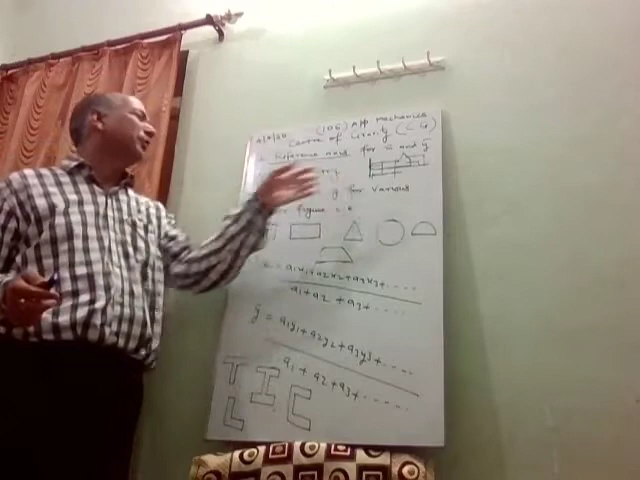 (106) App Mechanics
Centre of Gravity (C G)
Reference axis for x̄ and ȳ
y for various
figure
= a1x1+a2x2+a3x3+....
a1+a2 +a3+....
ȳ = a1y1+a2y2+a3y3+....
a1+ a2+a3+.....